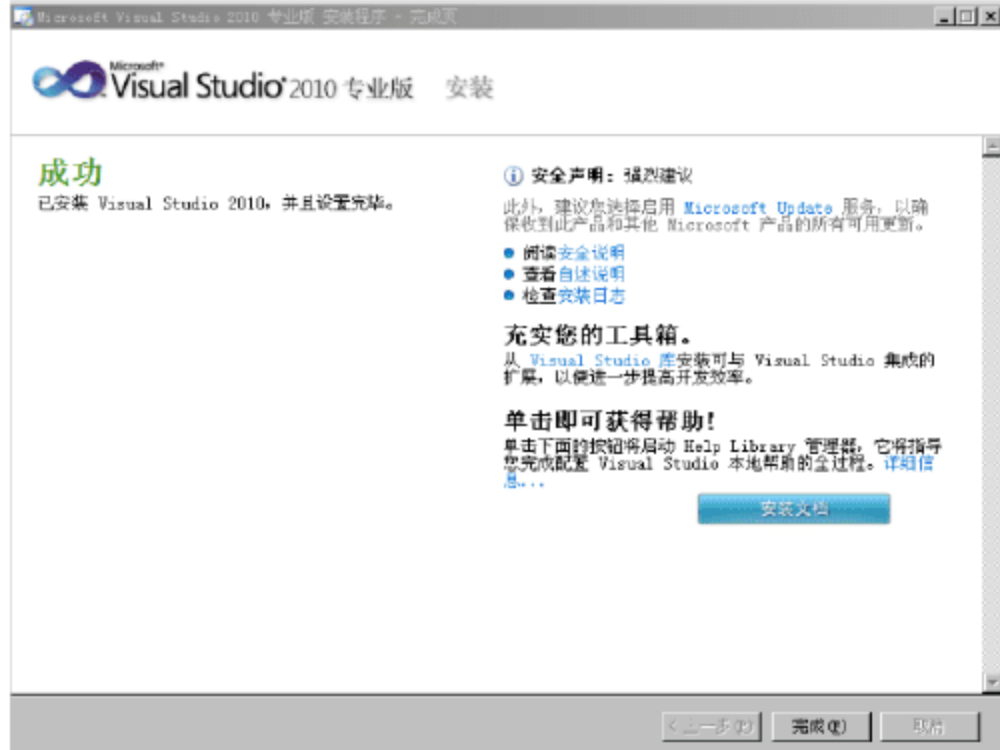 Microsoft Visual Studio 2010 专业版 安装程序 - 完成页
Microsoft®
Visual Studio® 2010 专业版 安装
成功
已安装 Visual Studio 2010，并且设置完毕。
安全声明：强烈建议
此外，建议您选择启用 Microsoft Update 服务，以确
保收到此产品和其他 Microsoft 产品的所有可用更新。
阅读安全说明
查看自述说明
检查安装日志
充实您的工具箱。
从 Visual Studio 库安装可与 Visual Studio 集成的
扩展，以便进一步提高开发效率。
单击即可获得帮助！
单击下面的按钮将启动 Help Library 管理器，它将指导
您完成配置 Visual Studio 本地帮助的全过程。详细信
息...
安装文档
<上一步(P) 完成(F) 取消